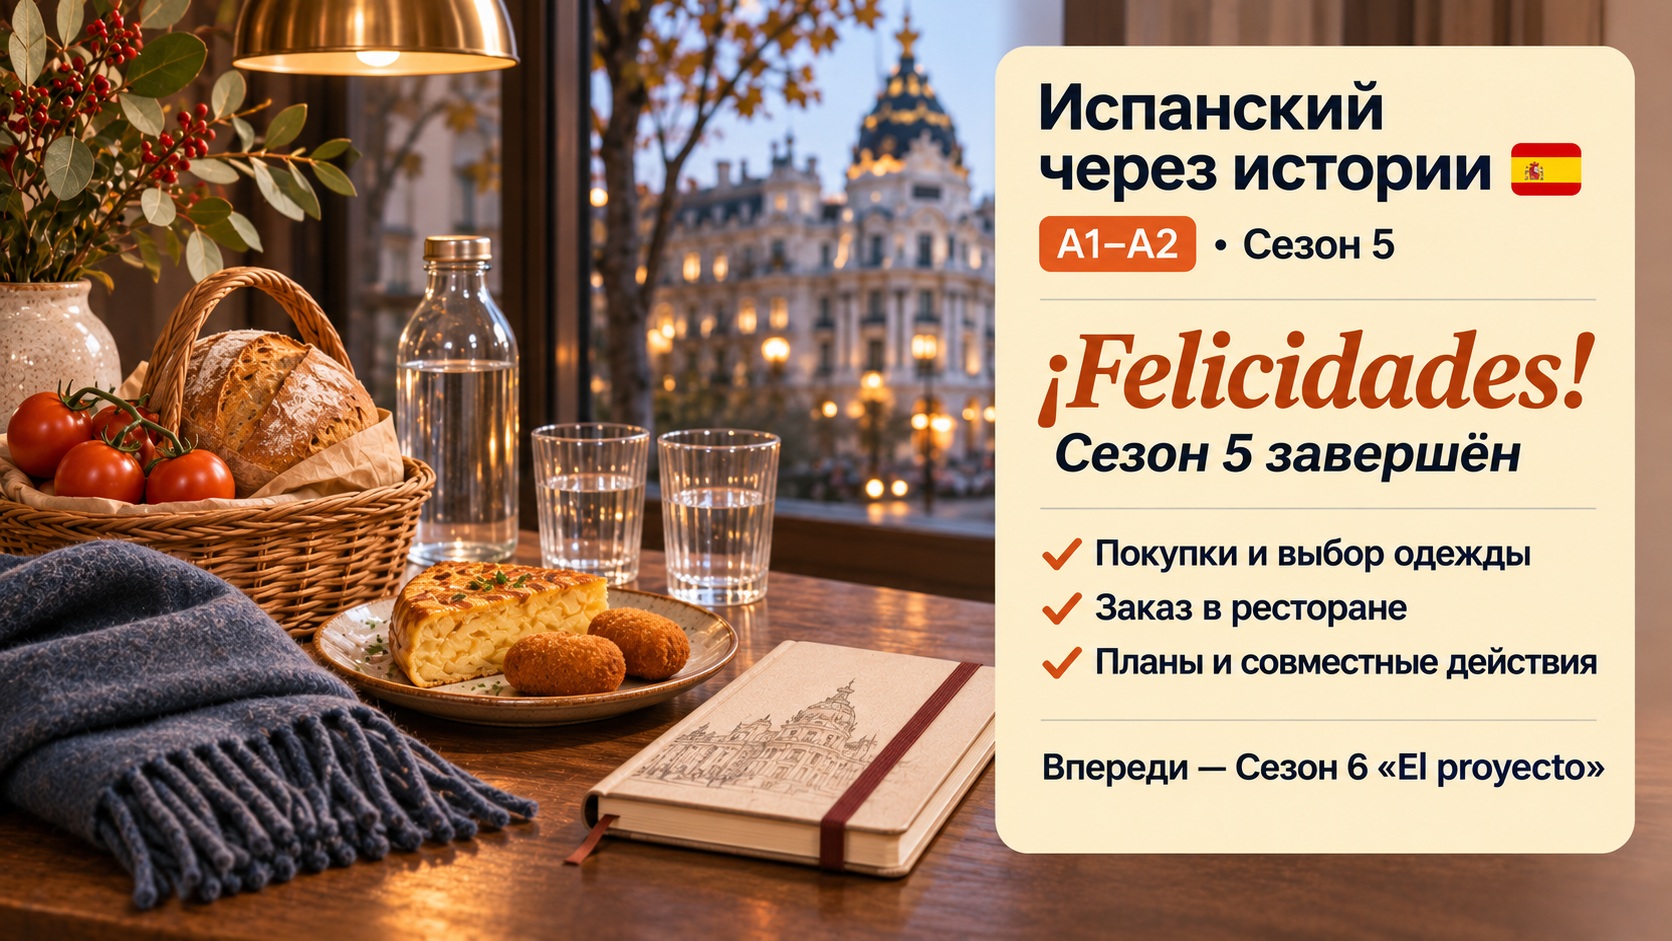 Испанский
через истории
A1–A2 • Сезон 5
¡Felicidades!
Сезон 5 завершён
Покупки и выбор одежды
Заказ в ресторане
Планы и совместные действия
Впереди — Сезон 6 «El proyecto»